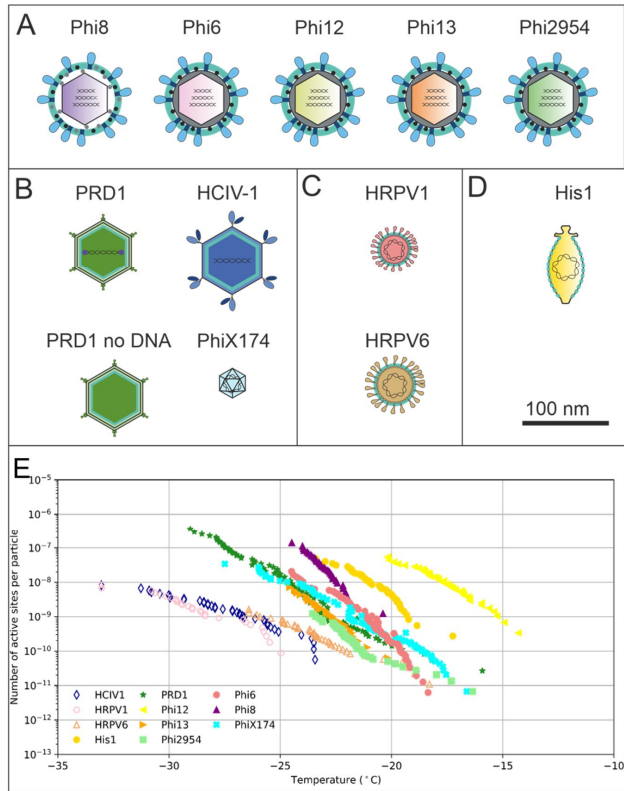 A
Phi8 Phi6 Phi12 Phi13 Phi2954
B
PRD1 HCIV-1
PRD1 no DNA PhiX174
C
HRPV1
HRPV6
D
His1
100 nm
E
Number of active sites per particle
10⁻⁵
10⁻⁶
10⁻⁷
10⁻⁸
10⁻⁹
10⁻¹⁰
10⁻¹¹
10⁻¹²
10⁻¹³
HCIV1 PRD1 Phi6
HRPV1 Phi12 Phi8
HRPV6 Phi13 PhiX174
His1 Phi2954
−35 −30 −25 −20 −15 −10
Temperature (°C)